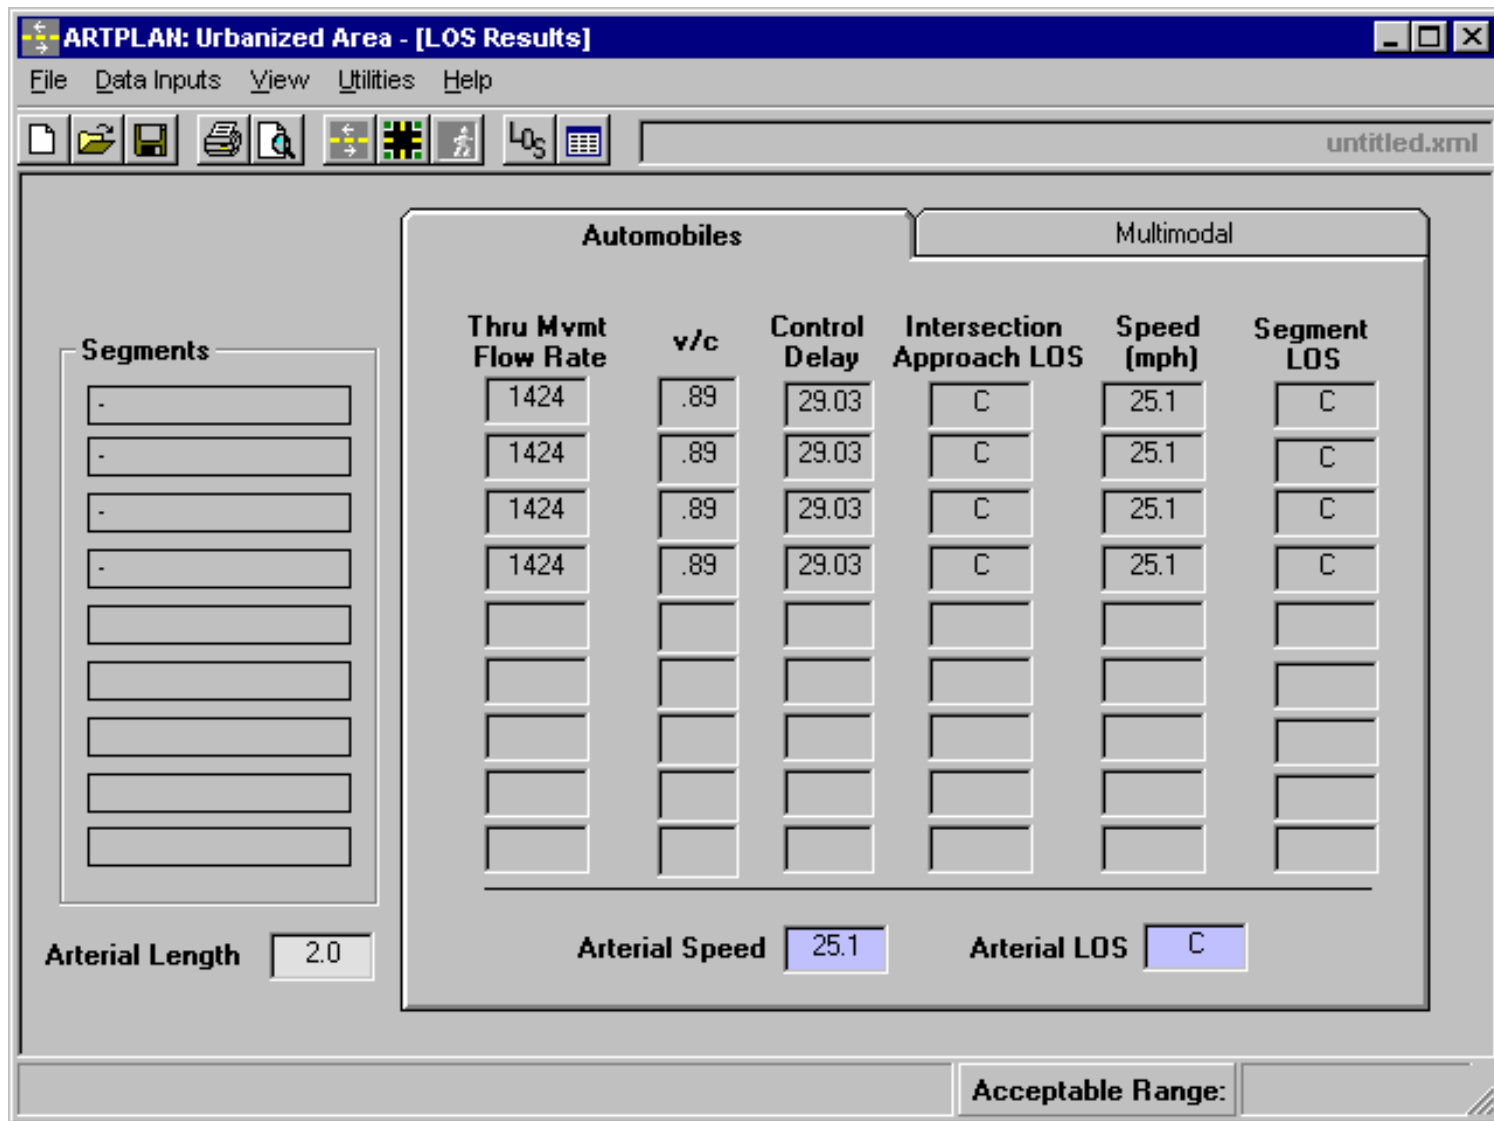 ARTPLAN: Urbanized Area - [LOS Results]
File Data Inputs View Utilities Help
LOS
untitled.xml
Automobiles Multimodal
Segments
Thru Mvmt Flow Rate v/c Control Delay Intersection Approach LOS Speed (mph) Segment LOS
- 1424 .89 29.03 C 25.1 C
- 1424 .89 29.03 C 25.1 C
- 1424 .89 29.03 C 25.1 C
- 1424 .89 29.03 C 25.1 C
Arterial Length 2.0 Arterial Speed 25.1 Arterial LOS C
Acceptable Range: